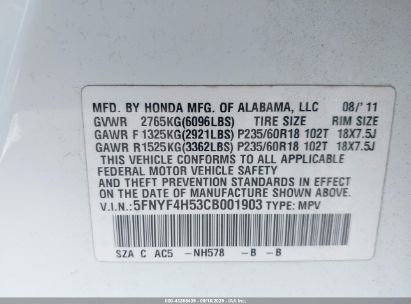 MFD. BY HONDA MFG. OF ALABAMA, LLC 08/'11
GVWR 2765KG(6096LBS) TIRE SIZE RIM SIZE
GAWR F 1325KG(2921LBS) P235/60R18 102T 18X7.5J
GAWR R1525KG(3362LBS) P235/60R18 102T 18X7.5J
THIS VEHICLE CONFORMS TO ALL APPLICABLE
FEDERAL MOTOR VEHICLE SAFETY
AND THEFT PREVENTION STANDARDS IN EFFECT
ON THE DATE OF MANUFACTURE SHOWN ABOVE.
V.I.N.: 5FNYF4H53CB001903 TYPE: MPV
SZA C AC5 -NH578 -B -B